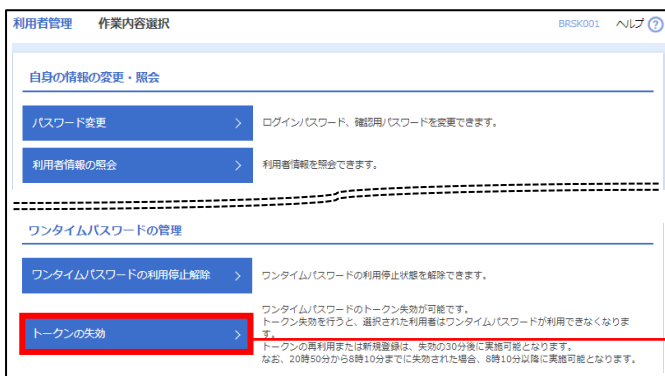 利用者管理 作業内容選択 BRSK001 ヘルプ ?
自身の情報の変更・照会
パスワード変更 ログインパスワード、確認用パスワードを変更できます。
利用者情報の照会 利用者情報を照会できます。
ワンタイムパスワードの管理
ワンタイムパスワードの利用停止解除 ワンタイムパスワードの利用停止状態を解除できます。
ワンタイムパスワードのトークン失効が可能です。
トークンの失効 トークン失効を行うと、選択された利用者はワンタイムパスワードが利用できなくなりま
す。
トークンの再利用または新規登録は、失効の30分後に実施可能となります。
なお、20時50分から8時10分までに失効された場合、8時10分以降に実施可能となります。